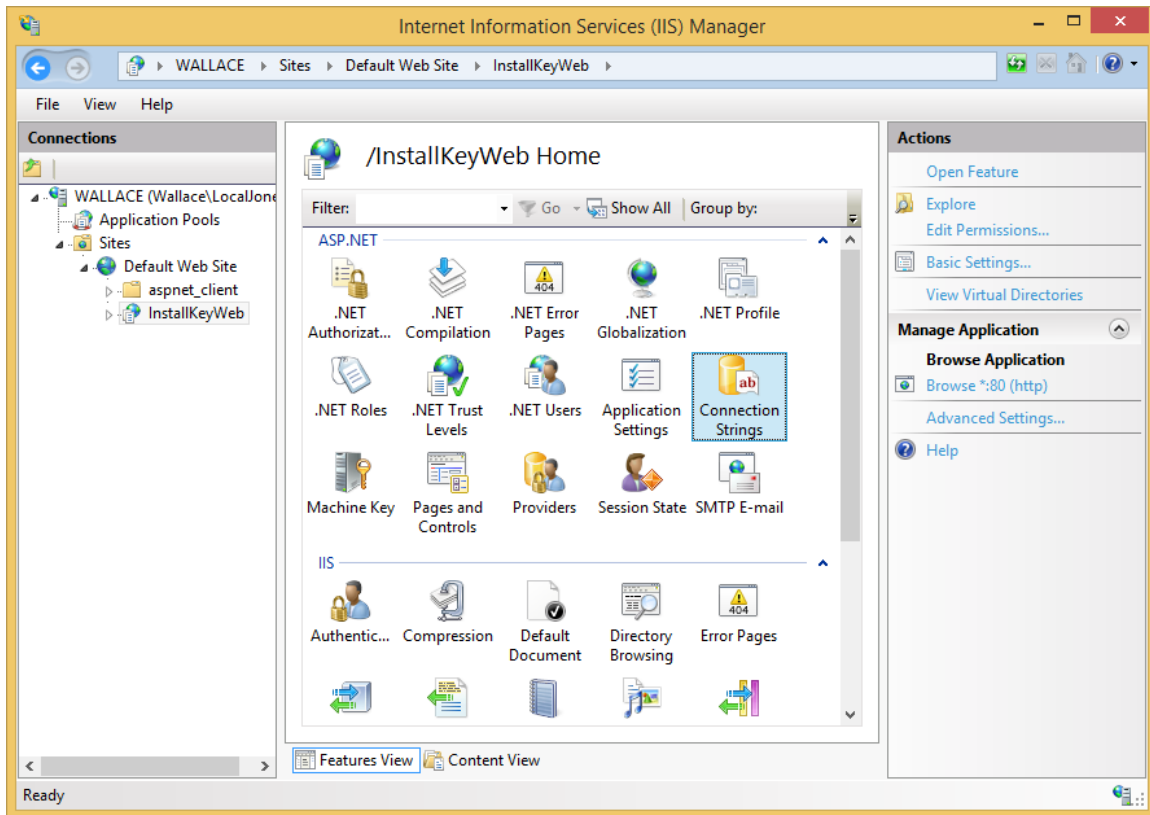 Internet Information Services (IIS) Manager
WALLACE Sites Default Web Site InstallKeyWeb
File View Help
Connections
WALLACE (Wallace\LocalJone
Application Pools
Sites
Default Web Site
aspnet_client
InstallKeyWeb
/InstallKeyWeb Home
Filter: Go Show All Group by:
ASP.NET
.NET Authorizat...
.NET Compilation
404
.NET Error Pages
.NET Globalization
.NET Profile
.NET Roles
.NET Trust Levels
.NET Users
Application Settings
ab
Connection Strings
Machine Key
Pages and Controls
Providers
Session State
SMTP E-mail
IIS
Authentic...
Compression
Default Document
Directory Browsing
404
Error Pages
Features View Content View
Actions
Open Feature
Explore
Edit Permissions...
Basic Settings...
View Virtual Directories
Manage Application
Browse Application
Browse *:80 (http)
Advanced Settings...
Help
Ready